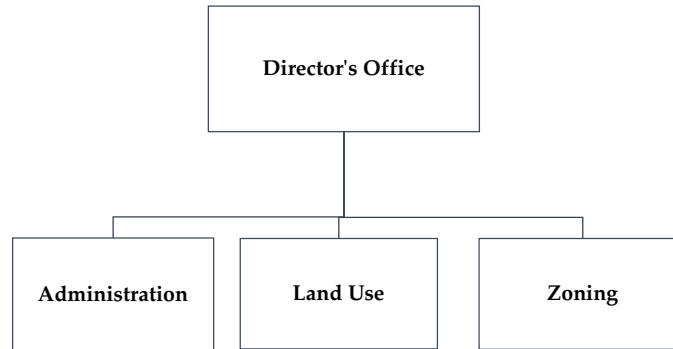 Director's Office
Administration
Land Use
Zoning